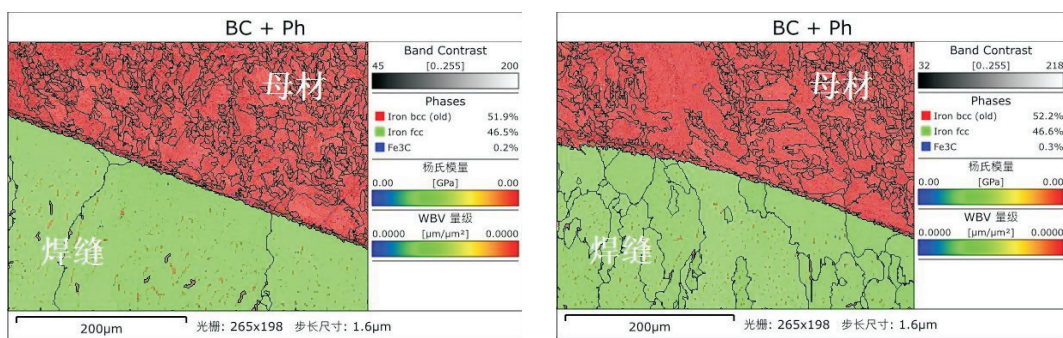 BC + Ph
母材
焊缝
Band Contrast
45 [0..255] 200
Phases
Iron bcc (old) 51.9%
Iron fcc 46.5%
Fe3C 0.2%
杨氏模量
0.00 [GPa] 0.00
WBV 量级
0.0000 [µm/µm²] 0.0000
200µm
光栅: 265x198 步长尺寸: 1.6µm
BC + Ph
母材
焊缝
Band Contrast
32 [0..255] 218
Phases
Iron bcc (old) 52.2%
Iron fcc 46.6%
Fe3C 0.3%
杨氏模量
0.00 [GPa] 0.00
WBV 量级
0.0000 [µm/µm²] 0.0000
200µm
光栅: 265x198 步长尺寸: 1.6µm